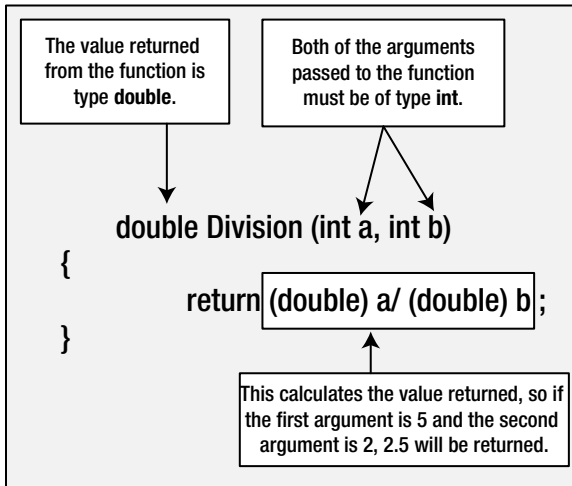 The value returned
from the function is
type double.
Both of the arguments
passed to the function
must be of type int.
double Division (int a, int b)
{
return (double) a/ (double) b ;
}
This calculates the value returned, so if
the first argument is 5 and the second
argument is 2, 2.5 will be returned.